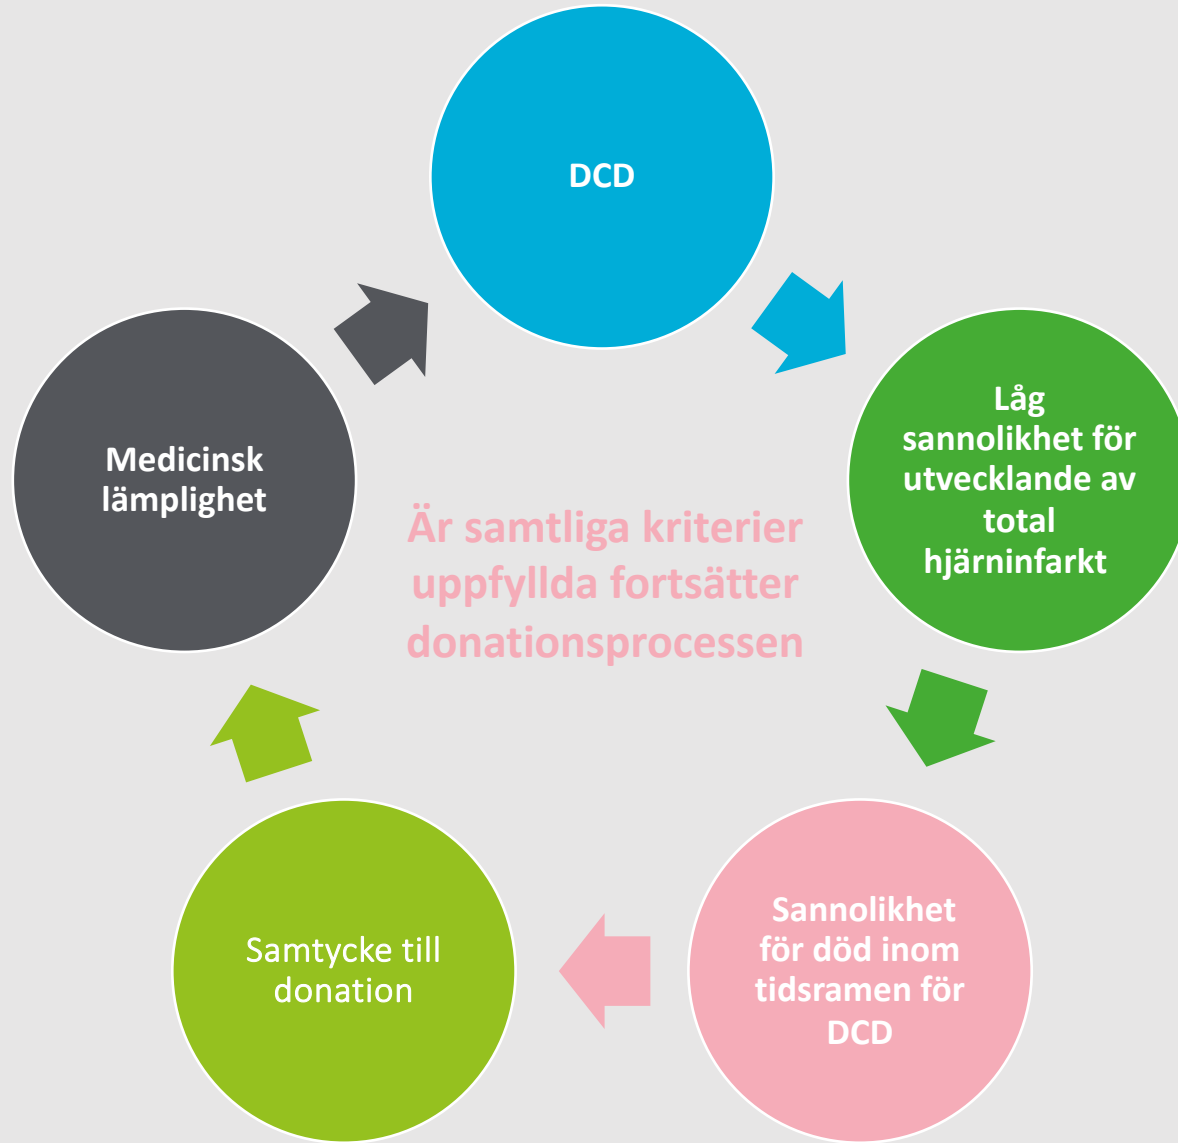 DCD
Låg
sannolikhet för
utvecklande av
total
hjärninfarkt
Sannolikhet
för död inom
tidsramen för
DCD
Samtycke till
donation
Medicinsk
lämplighet
Är samtliga kriterier
uppfyllda fortsätter
donationsprocessen